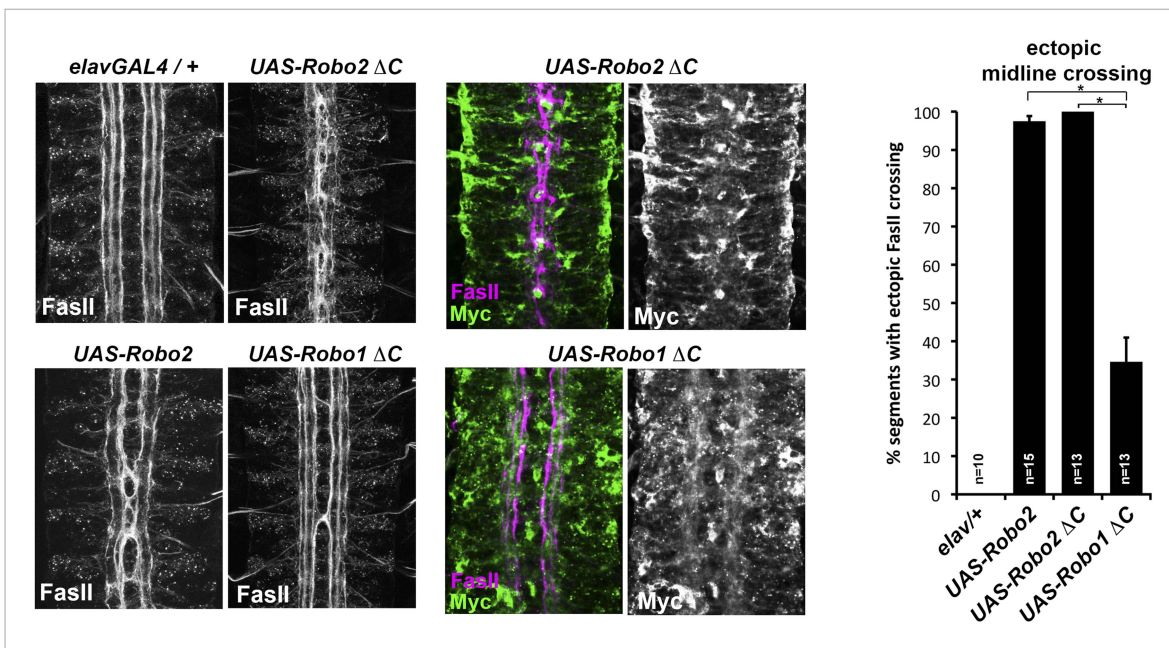 elavGAL4 / +
UAS-Robo2 ΔC
FasII
FasII
UAS-Robo2
UAS-Robo1 ΔC
FasII
FasII
UAS-Robo2 ΔC
FasII
Myc
Myc
UAS-Robo1 ΔC
FasII
Myc
Myc
ectopic
midline crossing
*
*
% segments with ectopic FasII crossing
100
90
80
70
60
50
40
30
20
10
0
n=10
n=15
n=13
n=13
elav/+
UAS-Robo2
UAS-Robo2 ΔC
UAS-Robo1 ΔC